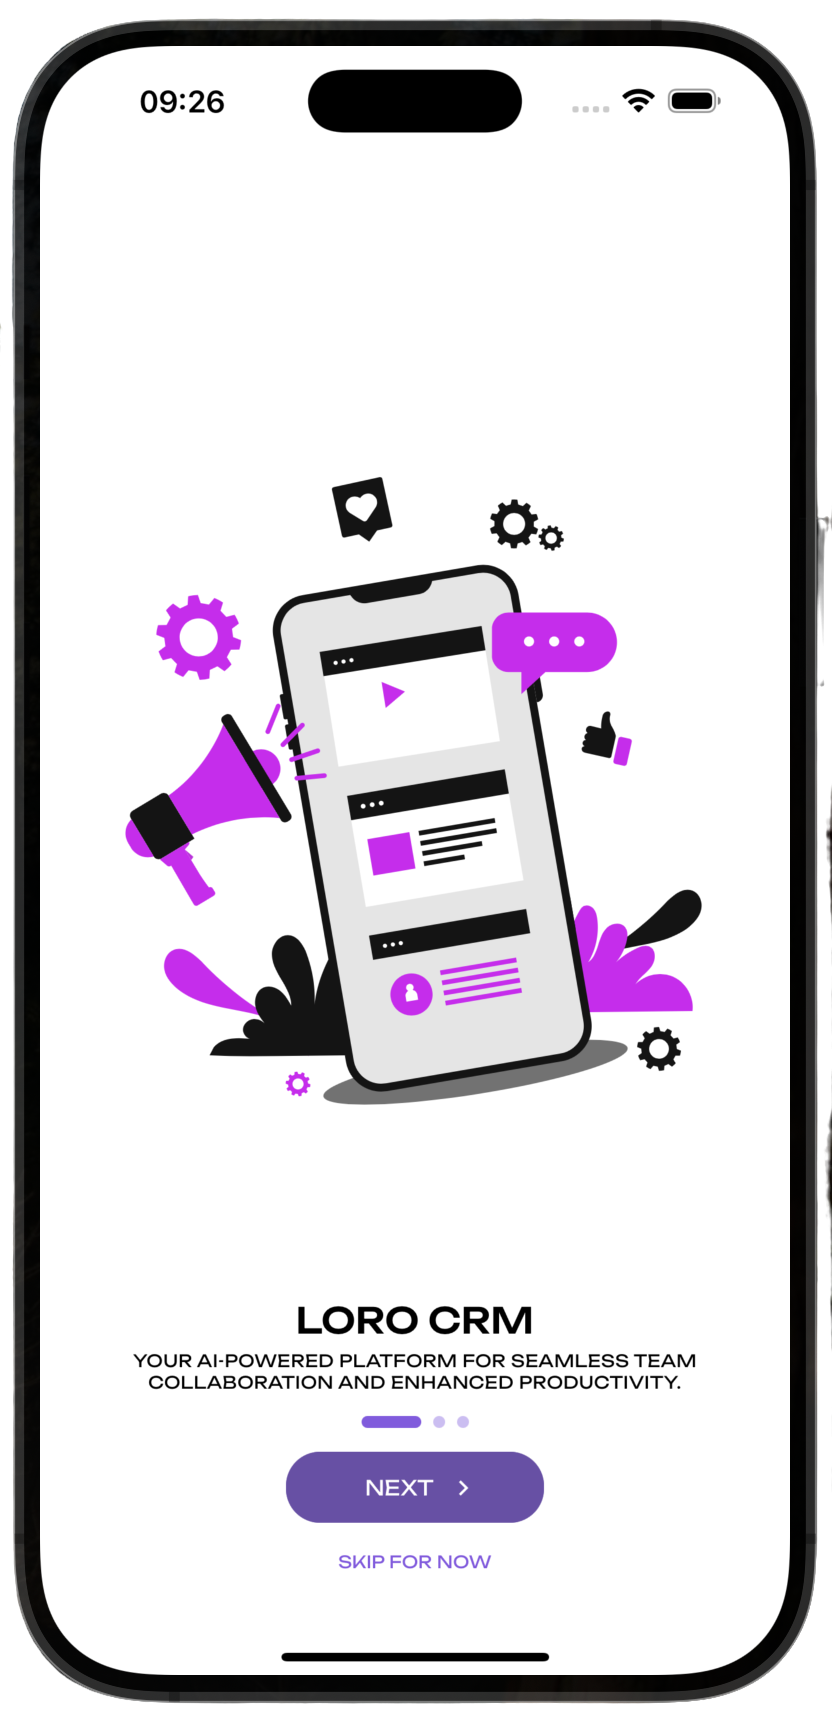 09:26
LORO CRM
YOUR AI-POWERED PLATFORM FOR SEAMLESS TEAM
COLLABORATION AND ENHANCED PRODUCTIVITY.
NEXT
SKIP FOR NOW